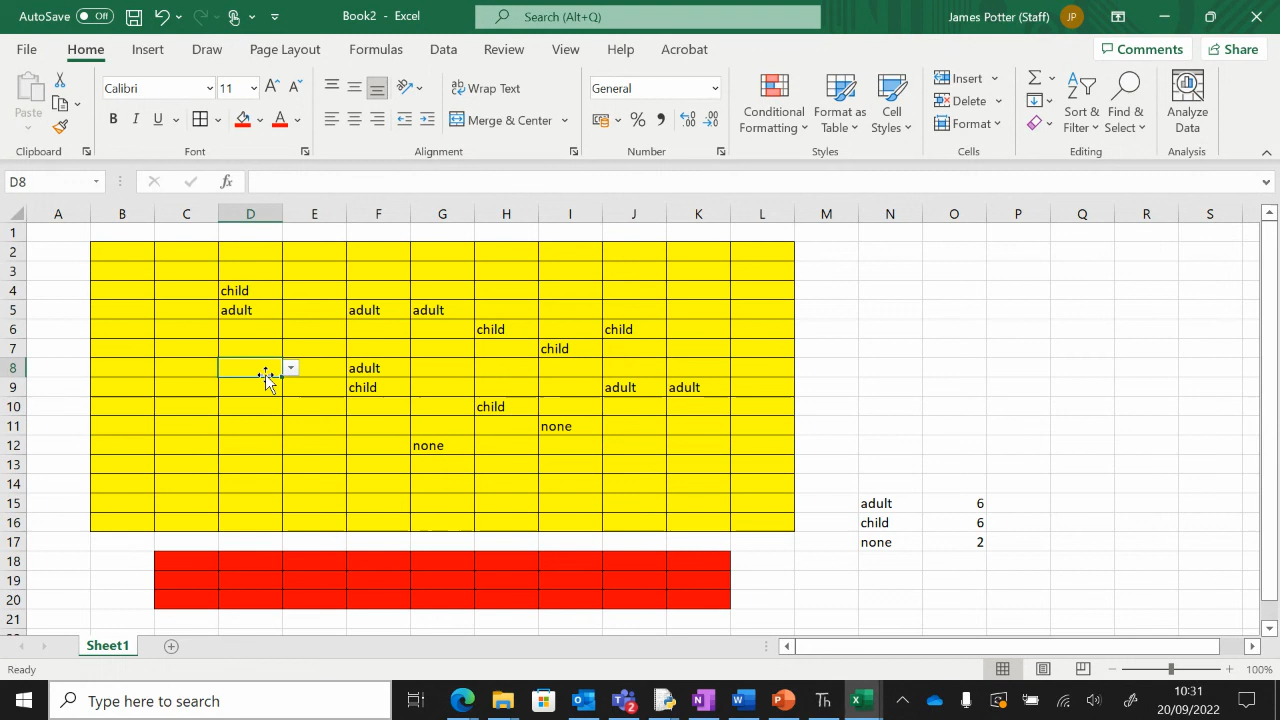 AutoSave Off Book2 - Excel Search (Alt+Q) James Potter (Staff) JP
File Home Insert Draw Page Layout Formulas Data Review View Help Acrobat Comments Share
Paste Calibri 11 Wrap Text General Conditional Formatting Format as Table Cell Styles Insert Sort & Filter Find & Select Analyze Data
Merge & Center Delete
Format
Clipboard Font Alignment Number Styles Cells Editing Analysis
D8 fx
A B C D E F G H I J K L M N O P Q R S
1
2
3
4 child
5 adult adult adult
6 child child
7 child
8 adult
9 child adult adult
10 child
11 none
12 none
13
14
15 adult 6
16 child 6
17 none 2
18
19
20
21
Sheet1
Ready 100%
Type here to search 2 10:31
20/09/2022